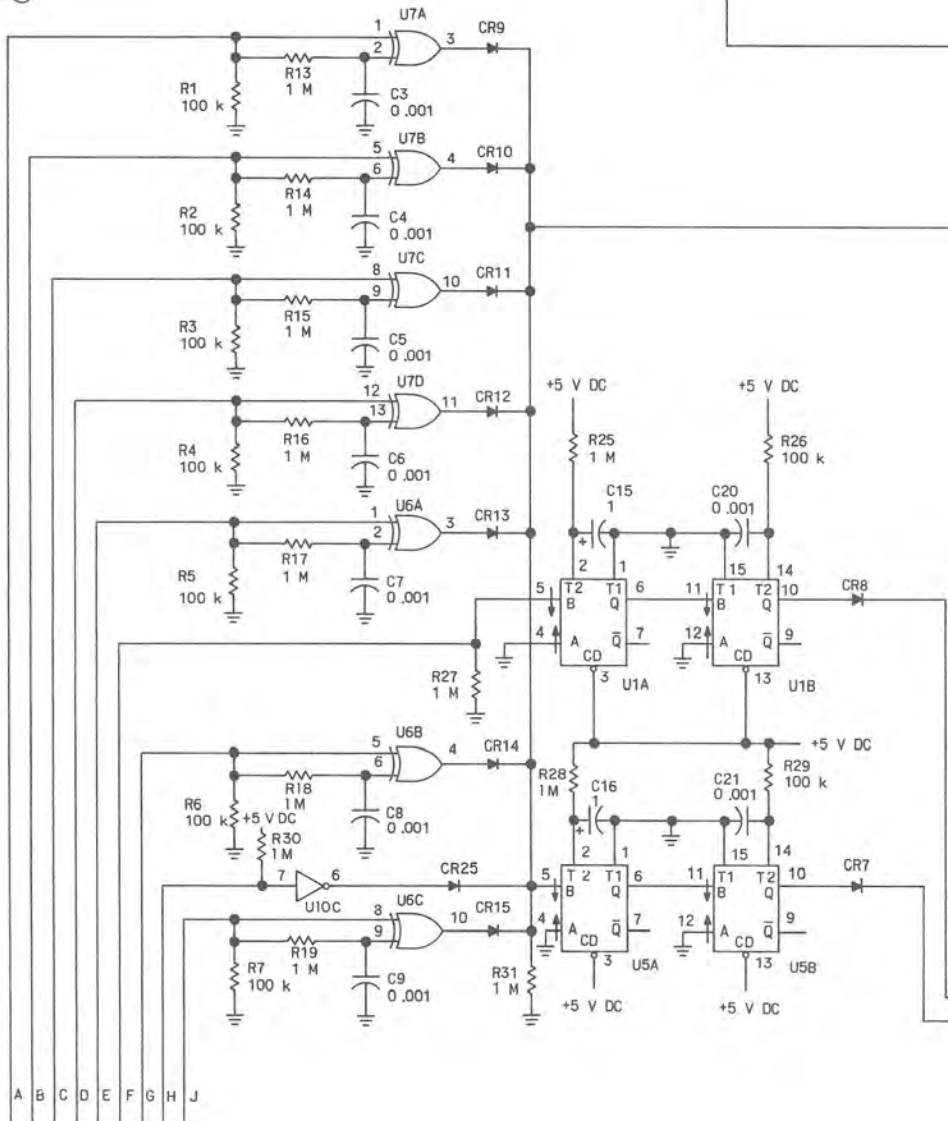 U7A
CR9
1
2
3
R13
1 M
R1
100 k
C3
0.001
U7B
CR10
5
6
4
R14
1 M
R2
100 k
C4
0.001
U7C
CR11
8
9
10
R15
1 M
R3
100 k
C5
0.001
U7D
CR12
12
13
11
R16
1 M
R4
100 k
C6
0.001
+5 V DC
+5 V DC
R25
1 M
R26
100 k
U6A
CR13
1
2
3
R17
1 M
R5
100 k
C7
0.001
C15
1
+
C20
0.001
2
1
15
14
5
T2
T1
6
11
T1
T2
10
CR8
B
Q
B
Q
4
A
Q
7
12
A
Q
9
CD
CD
3
U1A
13
U1B
R27
1 M
+5 V DC
U6B
CR14
5
6
4
R18
1M
R6
100 k
C8
0.001
R28
1M
C16
1
+
C21
0.001
R29
100 k
+5 V DC
R30
1M
7
6
U10C
CR25
2
1
15
14
5
T2
T1
6
11
T1
T2
10
CR7
B
Q
B
Q
4
A
Q
7
12
A
Q
9
CD
CD
3
U5A
13
U5B
+5 V DC
+5 V DC
U6C
CR15
8
9
10
R19
1 M
R7
100 k
C9
0.001
R31
1 M
A B C D E F G H J